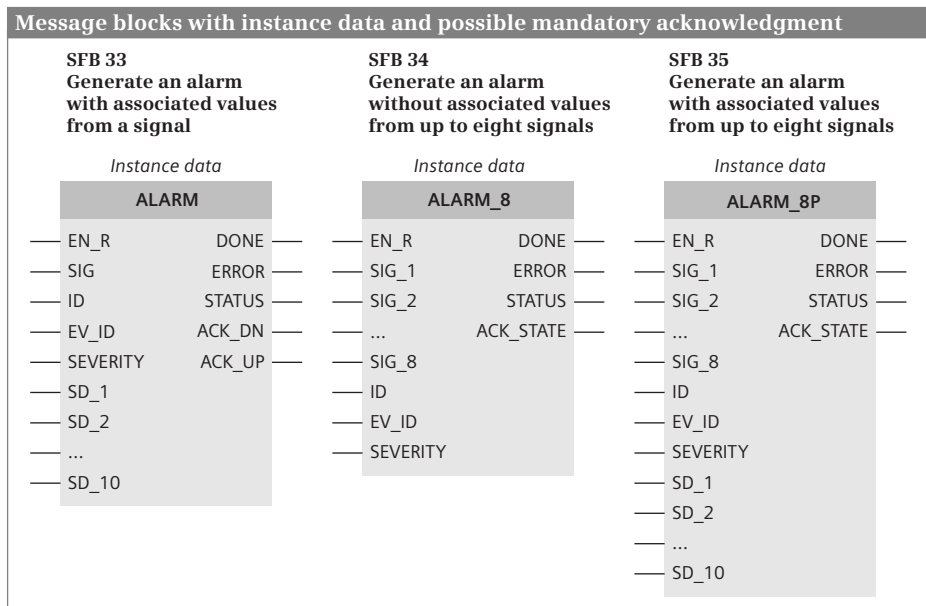 Message blocks with instance data and possible mandatory acknowledgment
SFB 33
Generate an alarm
with associated values
from a signal
Instance data
ALARM
EN_R DONE
SIG ERROR
ID STATUS
EV_ID ACK_DN
SEVERITY ACK_UP
SD_1
SD_2
...
SD_10
SFB 34
Generate an alarm
without associated values
from up to eight signals
Instance data
ALARM_8
EN_R DONE
SIG_1 ERROR
SIG_2 STATUS
... ACK_STATE
SIG_8
ID
EV_ID
SEVERITY
SFB 35
Generate an alarm
with associated values
from up to eight signals
Instance data
ALARM_8P
EN_R DONE
SIG_1 ERROR
SIG_2 STATUS
... ACK_STATE
SIG_8
ID
EV_ID
SEVERITY
SD_1
SD_2
...
SD_10